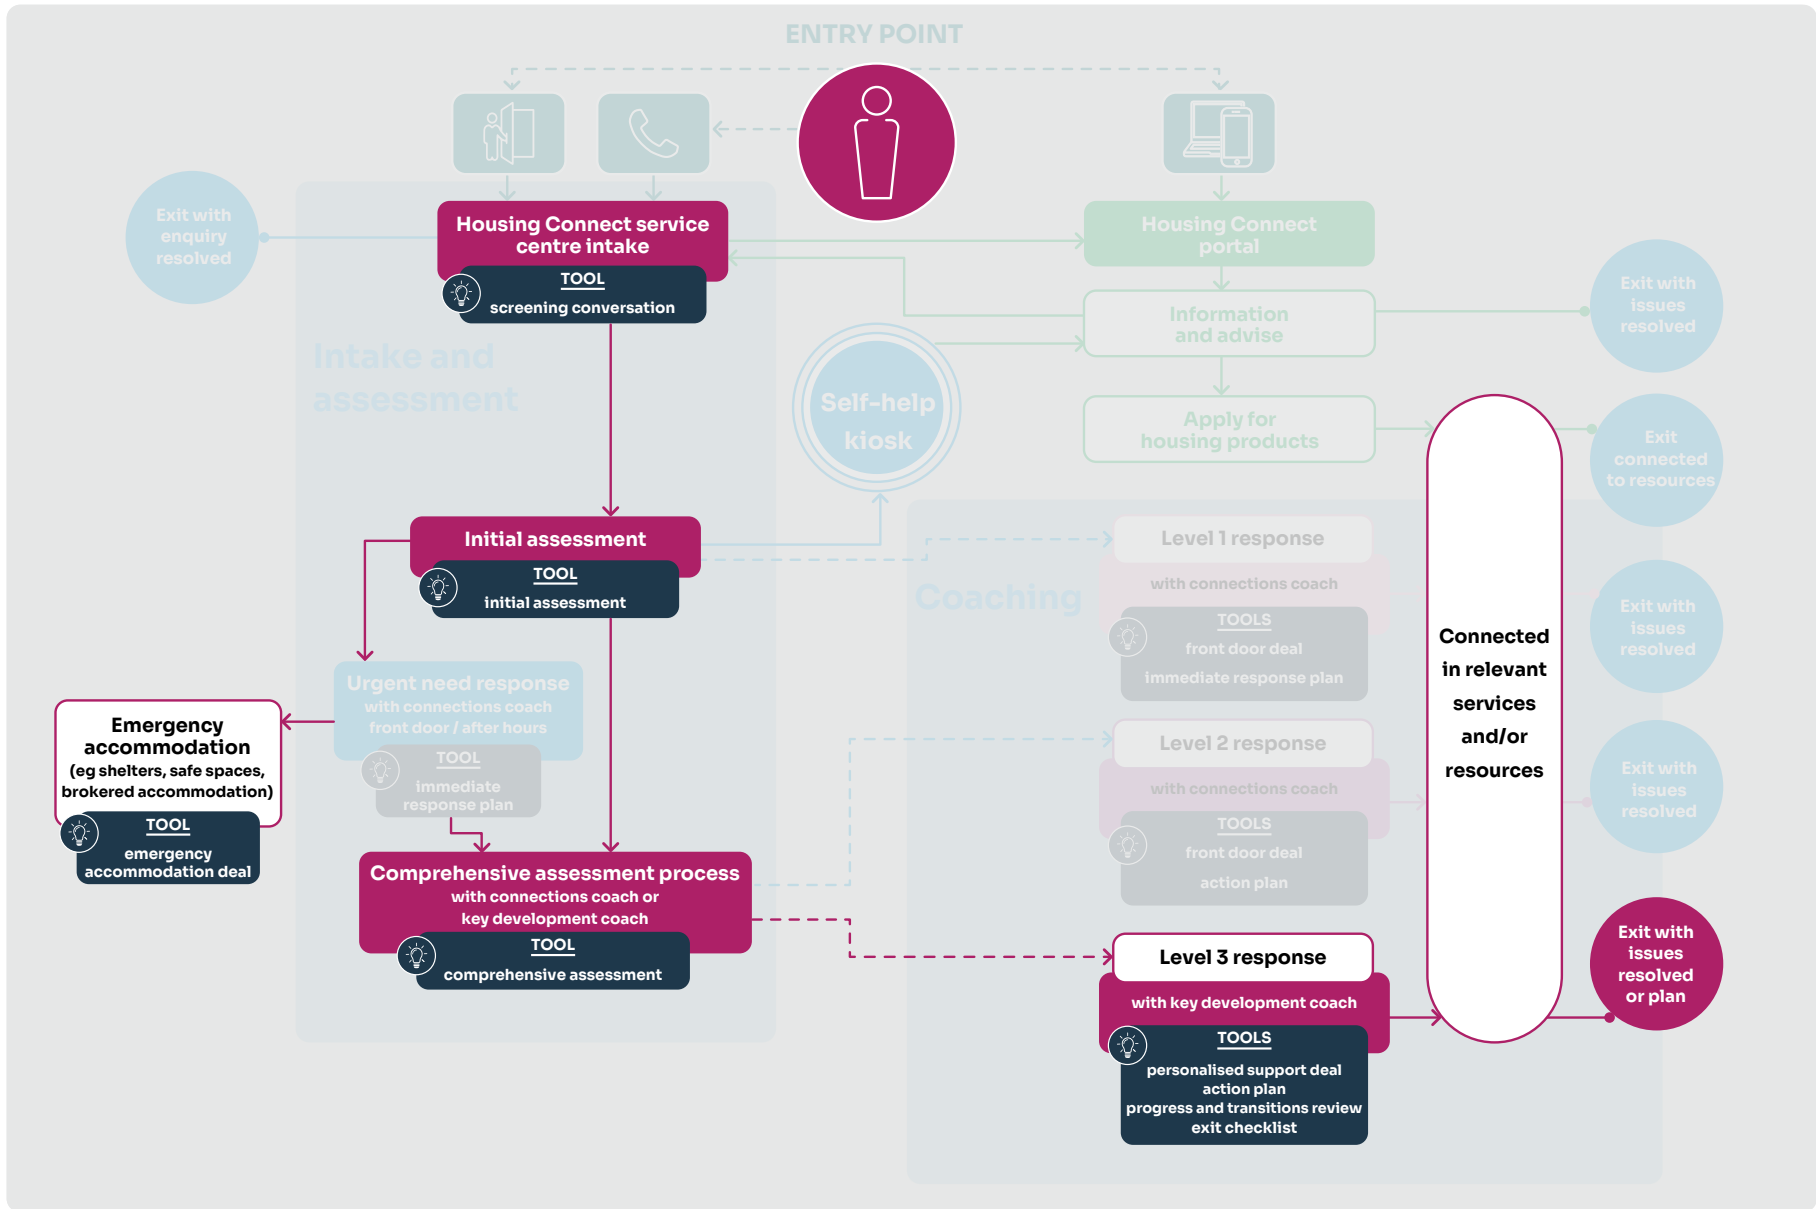 ENTRY POINT
Exit with
enquiry
resolved
Housing Connect service
centre intake
TOOL
screening conversation
Housing Connect
portal
Information
and advise
Exit with
issues
resolved
Intake and
assessment
Self-help
kiosk
Apply for
housing products
Exit
connected
to resources
Initial assessment
TOOL
initial assessment
Coaching
Level 1 response
with connections coach
TOOLS
front door deal
immediate response plan
Connected
in relevant
services
and/or
resources
Exit with
issues
resolved
Urgent need response
with connections coach
front door / after hours
TOOL
immediate
response plan
Emergency
accommodation
(eg shelters, safe spaces,
brokered accommodation)
TOOL
emergency
accommodation deal
Level 2 response
with connections coach
TOOLS
front door deal
action plan
Exit with
issues
resolved
Comprehensive assessment process
with connections coach or
key development coach
TOOL
comprehensive assessment
Level 3 response
with key development coach
TOOLS
personalised support deal
action plan
progress and transitions review
exit checklist
Exit with
issues
resolved
or plan